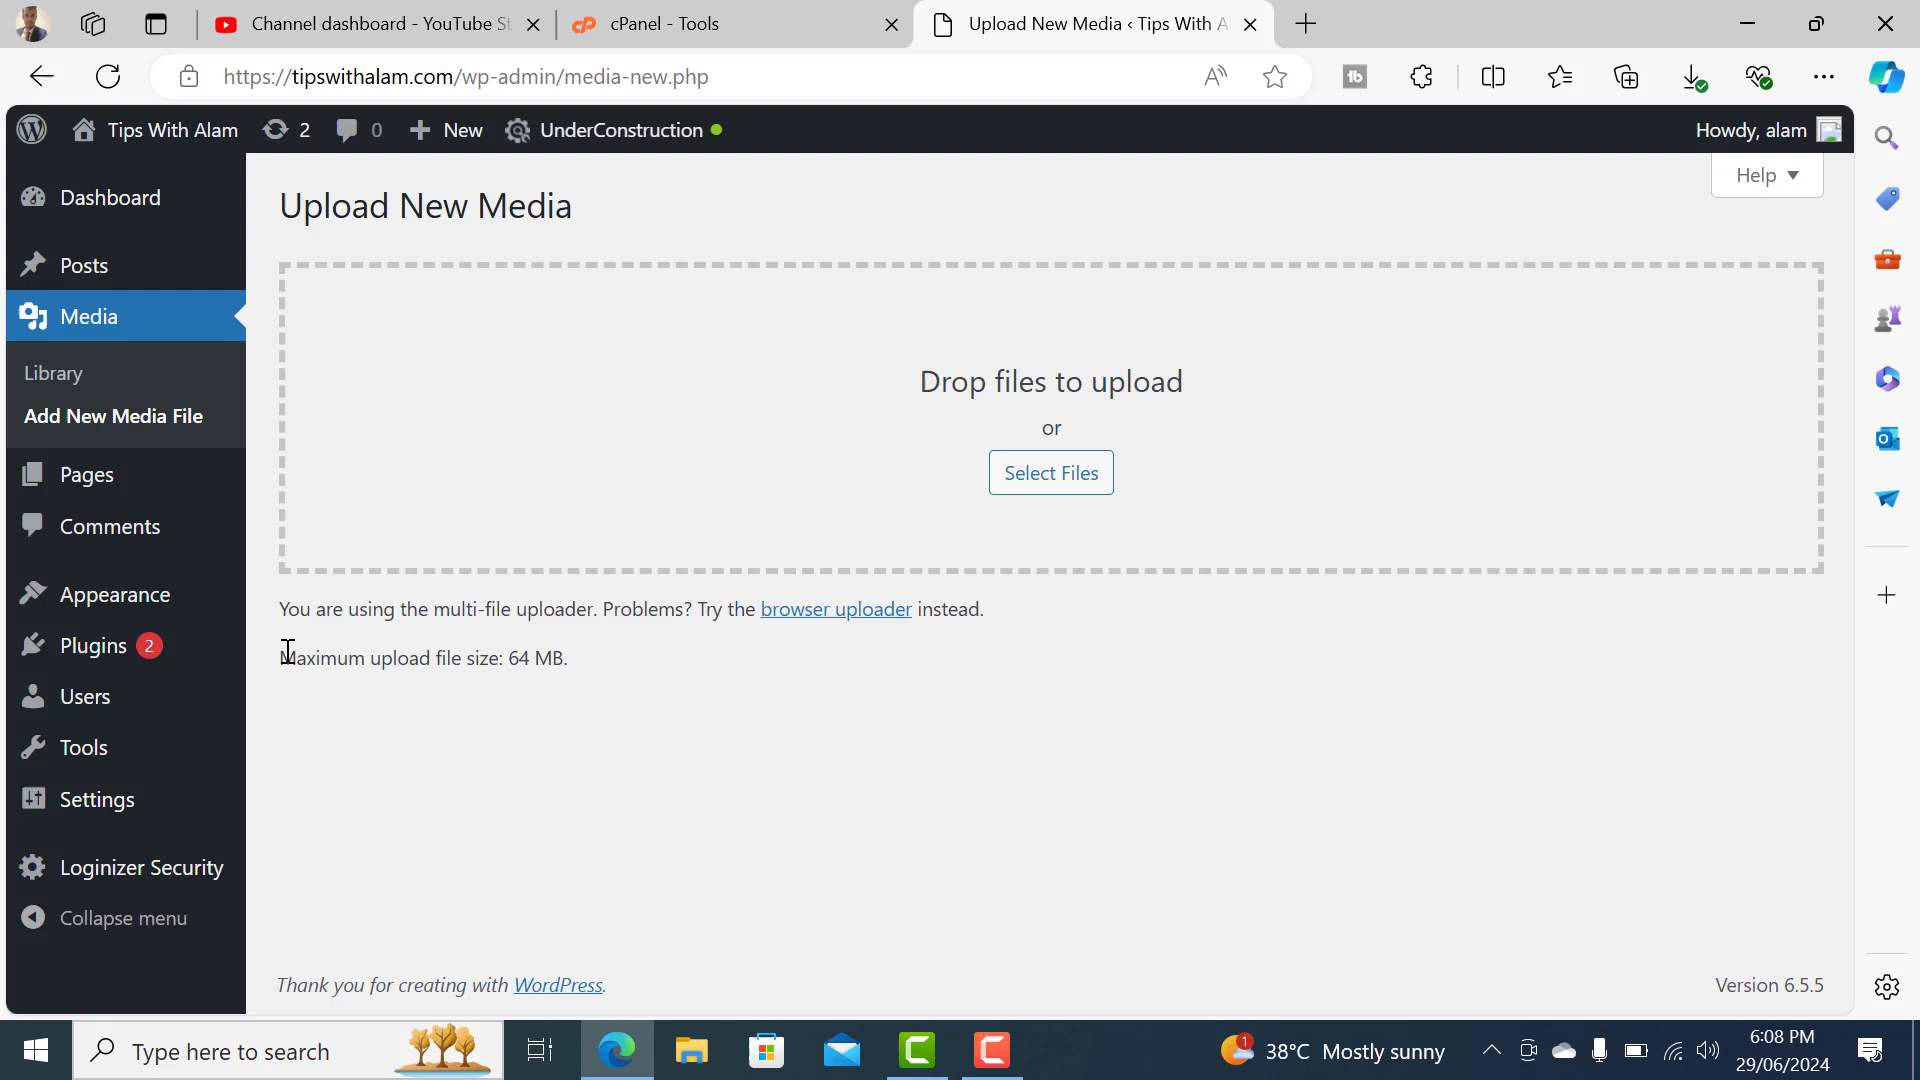 Channel dashboard - YouTube St
cPanel - Tools
Upload New Media ‹ Tips With A
https://tipswithalam.com/wp-admin/media-new.php
Tips With Alam
2
0
New
UnderConstruction
Howdy, alam
Help
Dashboard
Posts
Media
Library
Add New Media File
Pages
Comments
Appearance
Plugins 2
Users
Tools
Settings
Loginizer Security
Collapse menu
Upload New Media
Drop files to upload
or
Select Files
You are using the multi-file uploader. Problems? Try the browser uploader instead.
Maximum upload file size: 64 MB.
Thank you for creating with WordPress.
Version 6.5.5
Type here to search
1
38°C Mostly sunny
6:08 PM
29/06/2024